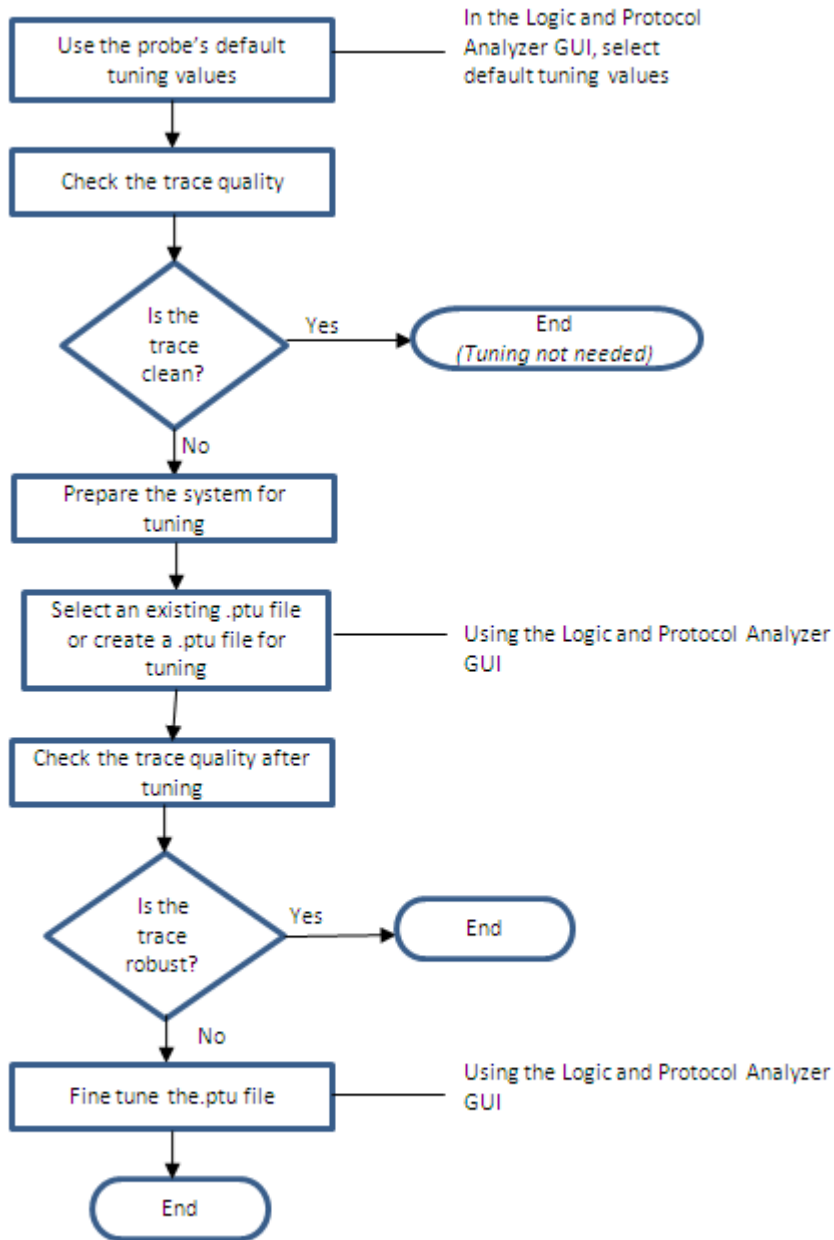 Use the probe's default
tuning values
In the Logic and Protocol
Analyzer GUI, select
default tuning values
Check the trace quality
Is the
trace
clean?
Yes
End
(Tuning not needed)
No
Prepare the system for
tuning
Select an existing .ptu file
or create a .ptu file for
tuning
Using the Logic and Protocol Analyzer
GUI
Check the trace quality after
tuning
Is the
trace
robust?
Yes
End
No
Fine tune the.ptu file
Using the Logic and Protocol Analyzer
GUI
End